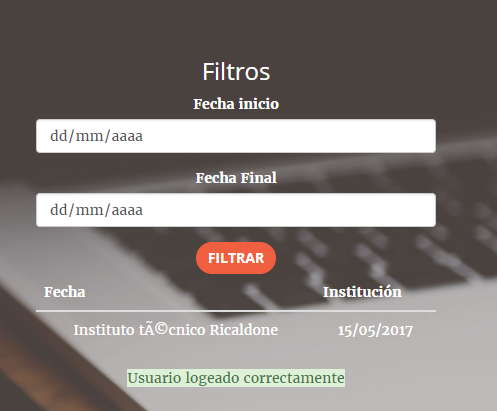 Filtros
Fecha inicio
dd/mm/aaaa
Fecha Final
dd/mm/aaaa
FILTRAR
Fecha Institución
Instituto tÃ©cnico Ricaldone 15/05/2017
Usuario logeado correctamente